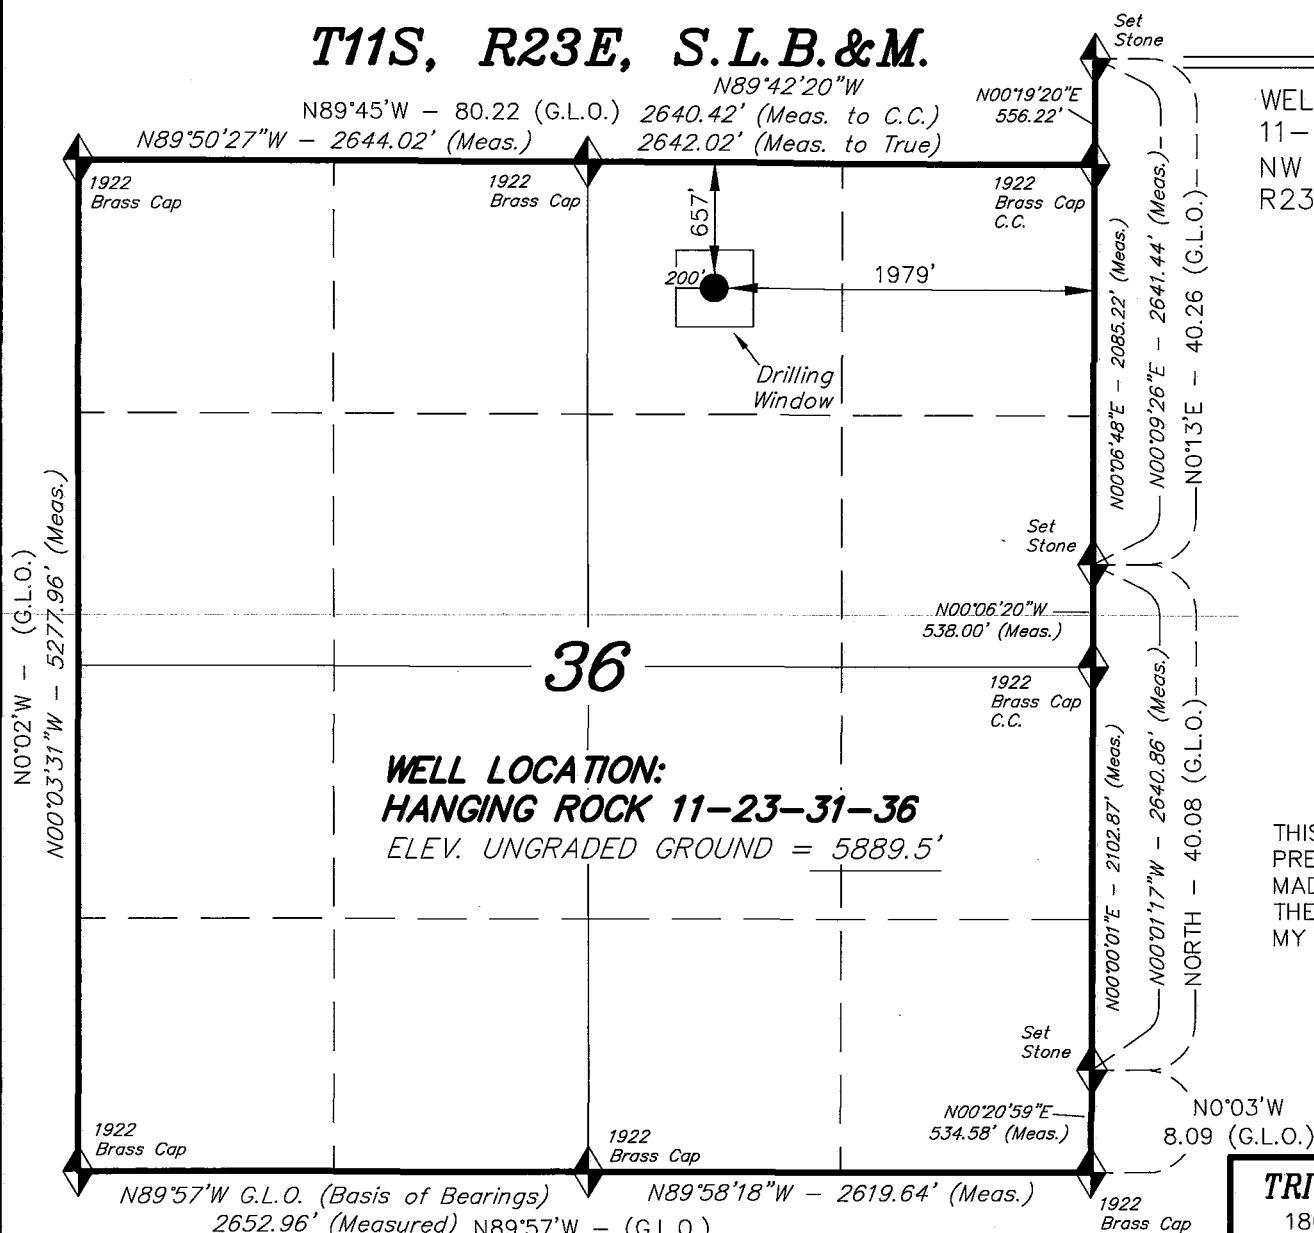 T11S, R23E, S.L.B.&M.
Set
Stone
N89°42'20"W
N89°45'W – 80.22 (G.L.O.)
2640.42' (Meas. to C.C.)
N89°50'27"W – 2644.02' (Meas.)
2642.02' (Meas. to True)
N00°19'20"E
556.22'
WEL
11-
NW
R23
1922
Brass Cap
1922
Brass Cap
1922
Brass Cap
C.C.
657'
200'
1979'
Drilling
Window
N00°06'48"E – 2085.22' (Meas.)
N00°09'26"E – 2641.44' (Meas.)
N0°13'E – 40.26 (G.L.O.)
Set
Stone
N0°02'W – (G.L.O.)
N00°03'31"W – 5277.96' (Meas.)
N00°06'20"W
538.00' (Meas.)
36
1922
Brass Cap
C.C.
WELL LOCATION:
HANGING ROCK 11-23-31-36
ELEV. UNGRADED GROUND = 5889.5'
N00°00'01"E – 2102.87' (Meas.)
N00°01'17"W – 2640.86' (Meas.)
NORTH – 40.08 (G.L.O.)
THIS
PRE
MAD
THE
MY
Set
Stone
N00°20'59"E
534.58' (Meas.)
N0°03'W
8.09 (G.L.O.)
1922
Brass Cap
1922
Brass Cap
N89°57'W G.L.O. (Basis of Bearings)
2652.96' (Measured)
N89°57'W – (G.L.O.)
N89°58'18"W – 2619.64' (Meas.)
1922
Brass Cap
TRI
180